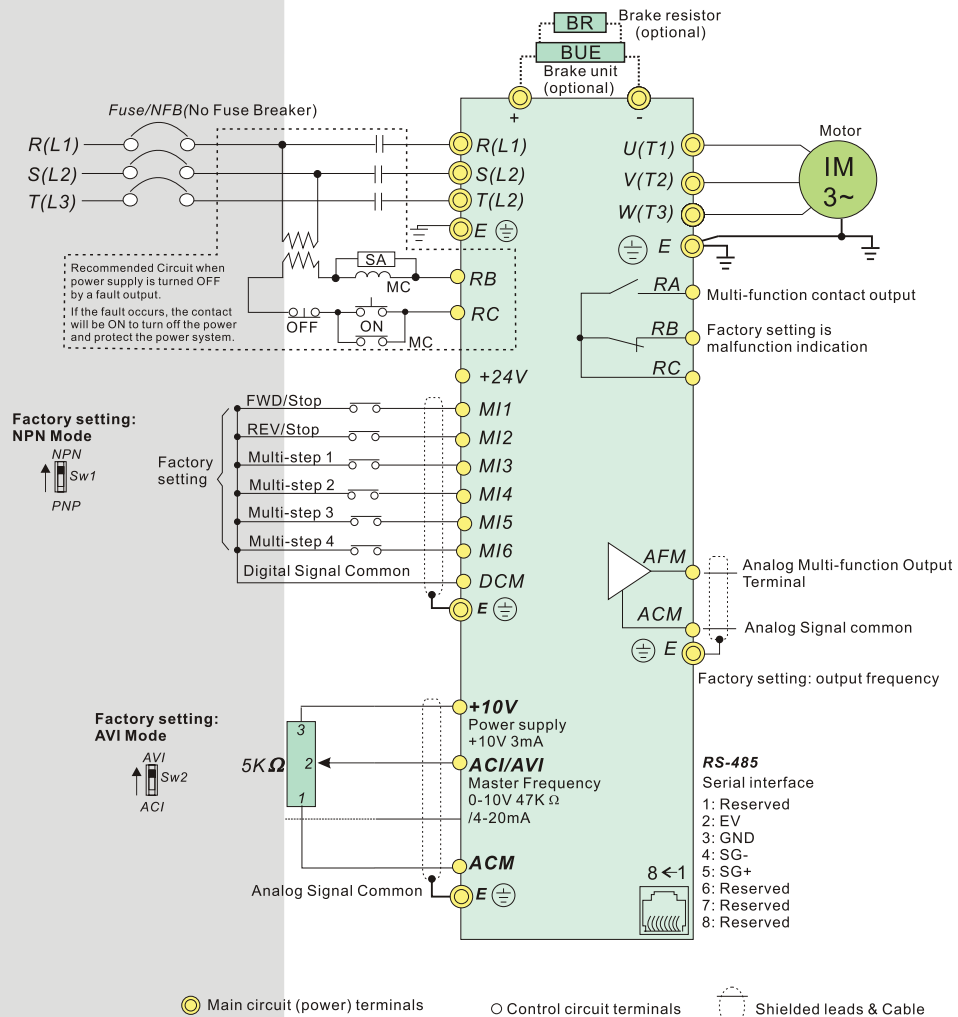 BR
Brake resistor
(optional)
BUE
Brake unit
(optional)
+
-
Fuse/NFB(No Fuse Breaker)
R(L1)
S(L2)
T(L3)
R(L1)
S(L2)
T(L2)
E
U(T1)
V(T2)
W(T3)
E
Motor
IM
3~
Recommended Circuit when
power supply is turned OFF
by a fault output.
If the fault occurs, the contact
will be ON to turn off the power
and protect the power system.
SA
MC
OFF
ON
MC
RB
RC
RA
Multi-function contact output
RB
Factory setting is
malfunction indication
RC
+24V
Factory setting:
NPN Mode
NPN
Sw1
PNP
Factory
setting
FWD/Stop
REV/Stop
Multi-step 1
Multi-step 2
Multi-step 3
Multi-step 4
Digital Signal Common
MI1
MI2
MI3
MI4
MI5
MI6
DCM
E
AFM
Analog Multi-function Output
Terminal
ACM
Analog Signal common
E
Factory setting: output frequency
Factory setting:
AVI Mode
AVI
Sw2
ACI
5KΩ
3
2
1
+10V
Power supply
+10V 3mA
ACI/AVI
Master Frequency
0-10V 47K Ω
/4-20mA
ACM
Analog Signal Common
E
RS-485
Serial interface
1: Reserved
2: EV
3: GND
4: SG-
5: SG+
6: Reserved
7: Reserved
8: Reserved
8←1
Main circuit (power) terminals
Control circuit terminals
Shielded leads & Cable